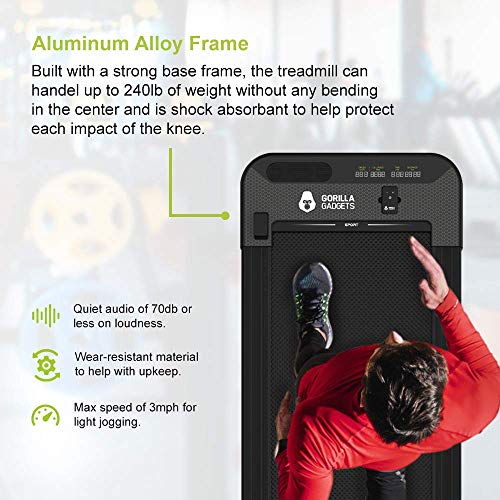 Aluminum Alloy Frame
Built with a strong base frame, the treadmill can
handel up to 240lb of weight without any bending
in the center and is shock absorbant to help protect
each impact of the knee.
GORILLA
GADGETS
SPORT
Quiet audio of 70db or
less on loudness.
Wear-resistant material
to help with upkeep.
Max speed of 3mph for
light jogging.